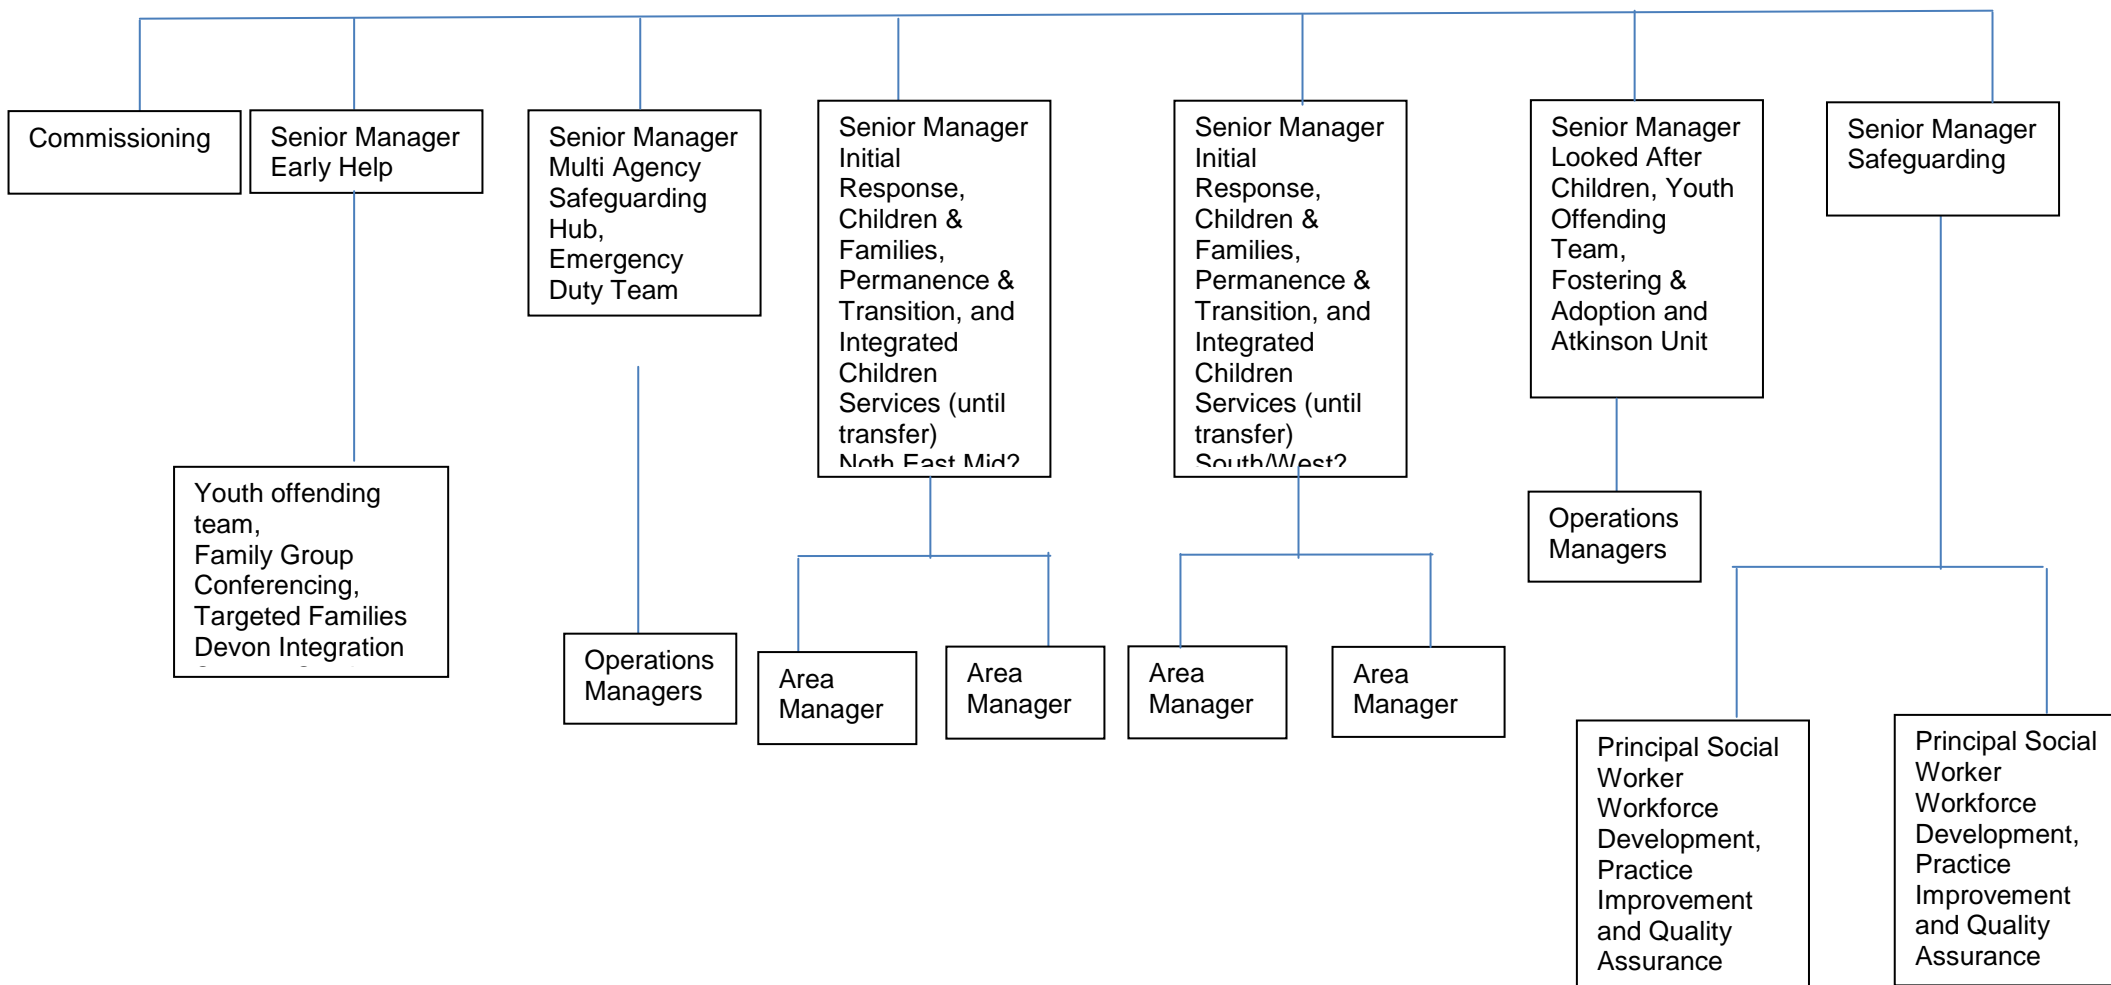 Commissioning
Senior Manager
Early Help
Senior Manager
Multi Agency
Safeguarding
Hub,
Emergency
Duty Team
Senior Manager
Initial
Response,
Children &
Families,
Permanence &
Transition, and
Integrated
Children
Services (until
transfer)
Noth East Mid?
Senior Manager
Initial
Response,
Children &
Families,
Permanence &
Transition, and
Integrated
Children
Services (until
transfer)
South/West?
Senior Manager
Looked After
Children, Youth
Offending
Team,
Fostering &
Adoption and
Atkinson Unit
Senior Manager
Safeguarding
Youth offending
team,
Family Group
Conferencing,
Targeted Families
Devon Integration
Operations
Managers
Area
Manager
Area
Manager
Area
Manager
Area
Manager
Operations
Managers
Principal Social
Worker
Workforce
Development,
Practice
Improvement
and Quality
Assurance
Principal Social
Worker
Workforce
Development,
Practice
Improvement
and Quality
Assurance